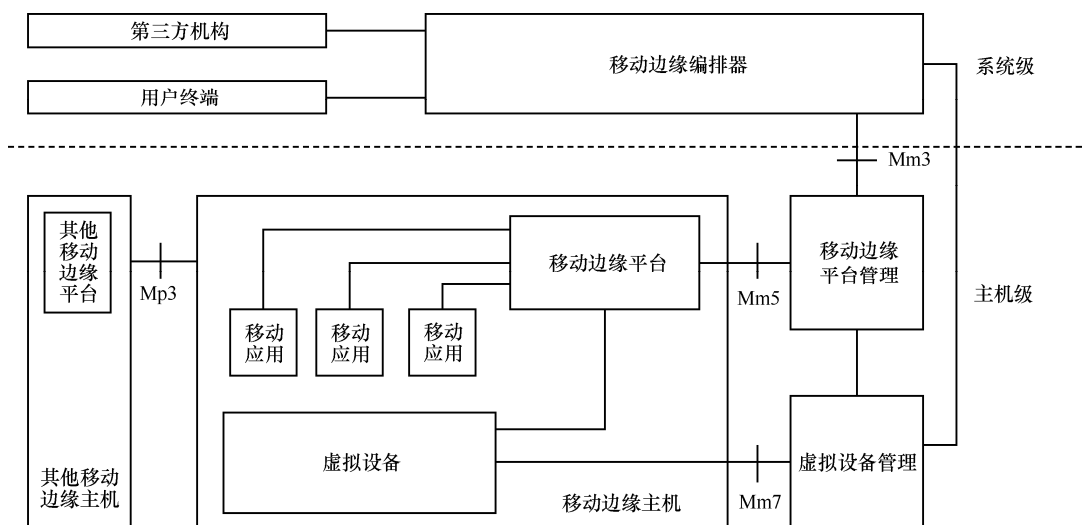 第三方机构
移动边缘编排器
系统级
用户终端
Mm3
其他
移动
边缘
平台
Mp3
移动边缘平台
Mm5
移动边缘
平台管理
主机级
移动
应用
移动
应用
移动
应用
虚拟设备
虚拟设备管理
其他移动
边缘主机
移动边缘主机
Mm7